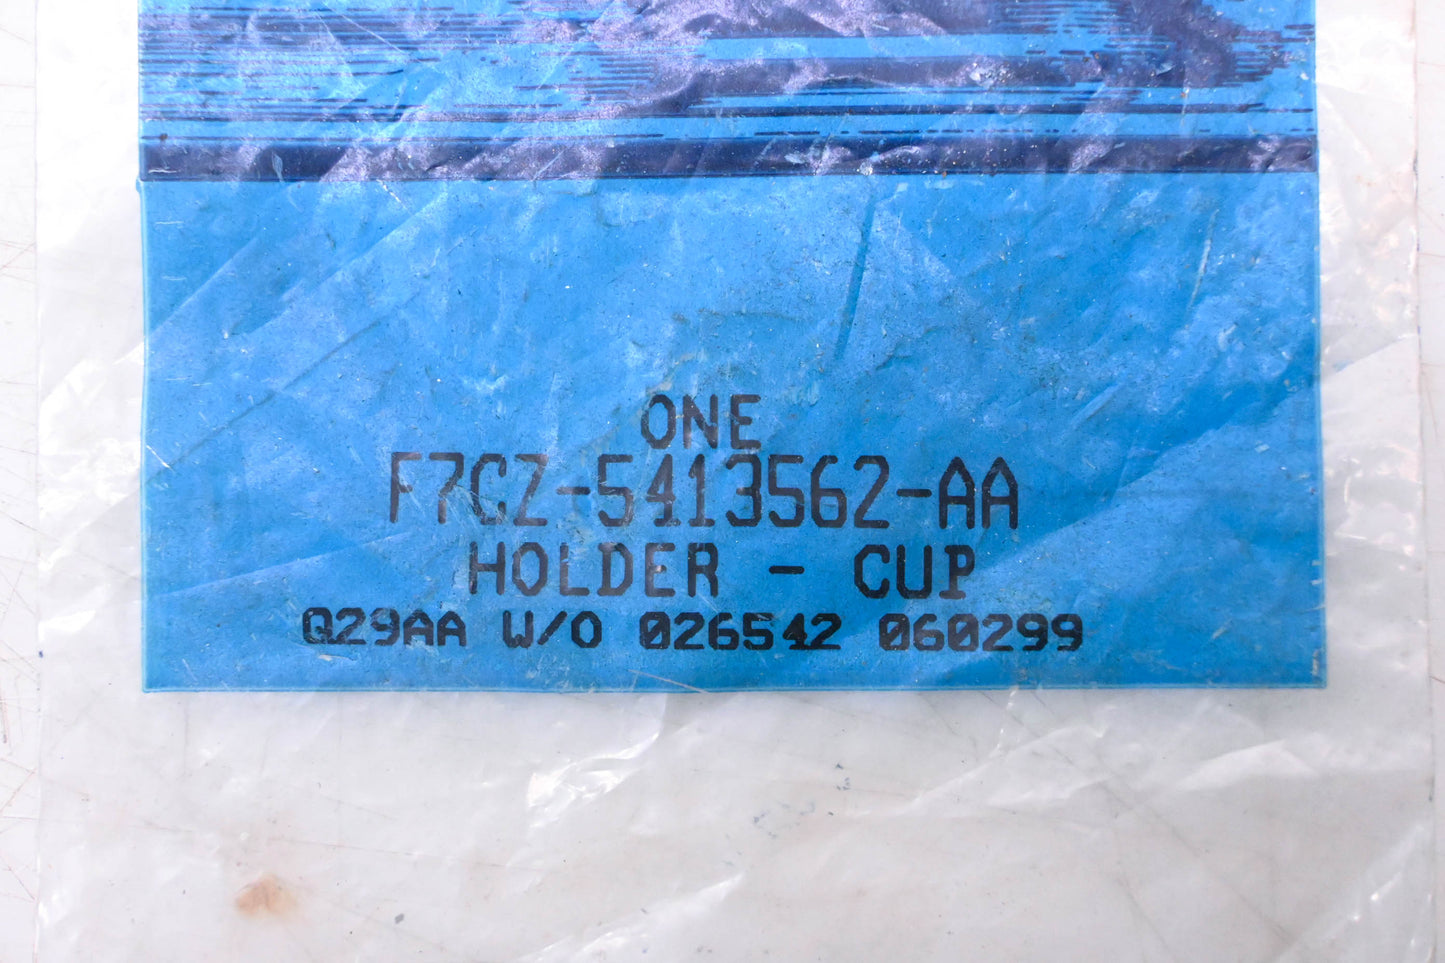 ONE
F7CZ-5413562-AA
HOLDER - CUP
Q29AA W/O 026542 060299